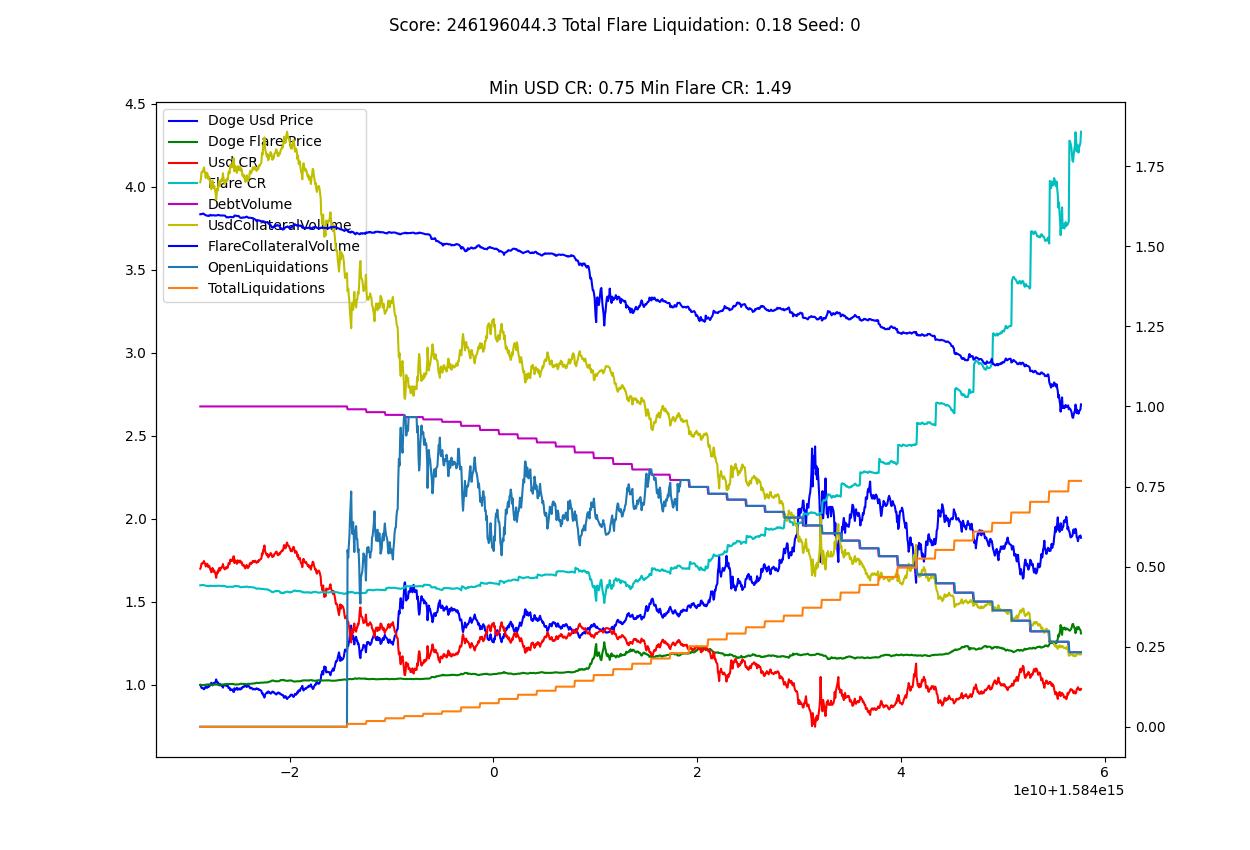 Score: 246196044.3 Total Flare Liquidation: 0.18 Seed: 0
Min USD CR: 0.75 Min Flare CR: 1.49
Doge Usd Price
Doge Flare Price
Usd CR
Flare CR
DebtVolume
UsdCollateralVolume
FlareCollateralVolume
OpenLiquidations
TotalLiquidations
4.5
4.0
3.5
3.0
2.5
2.0
1.5
1.0
1.75
1.50
1.25
1.00
0.75
0.50
0.25
0.00
−2
0
2
4
6
1e10+1.584e15